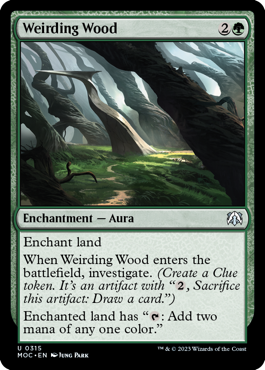 Weirding Wood 2
Enchantment — Aura
Enchant land
When Weirding Wood enters the
battlefield, investigate. (Create a Clue
token. It's an artifact with “2, Sacrifice
this artifact: Draw a card.”)
Enchanted land has “: Add two
mana of any one color.”
U 0315
MOC • EN Jung Park
™ & © 2023 Wizards of the Coast